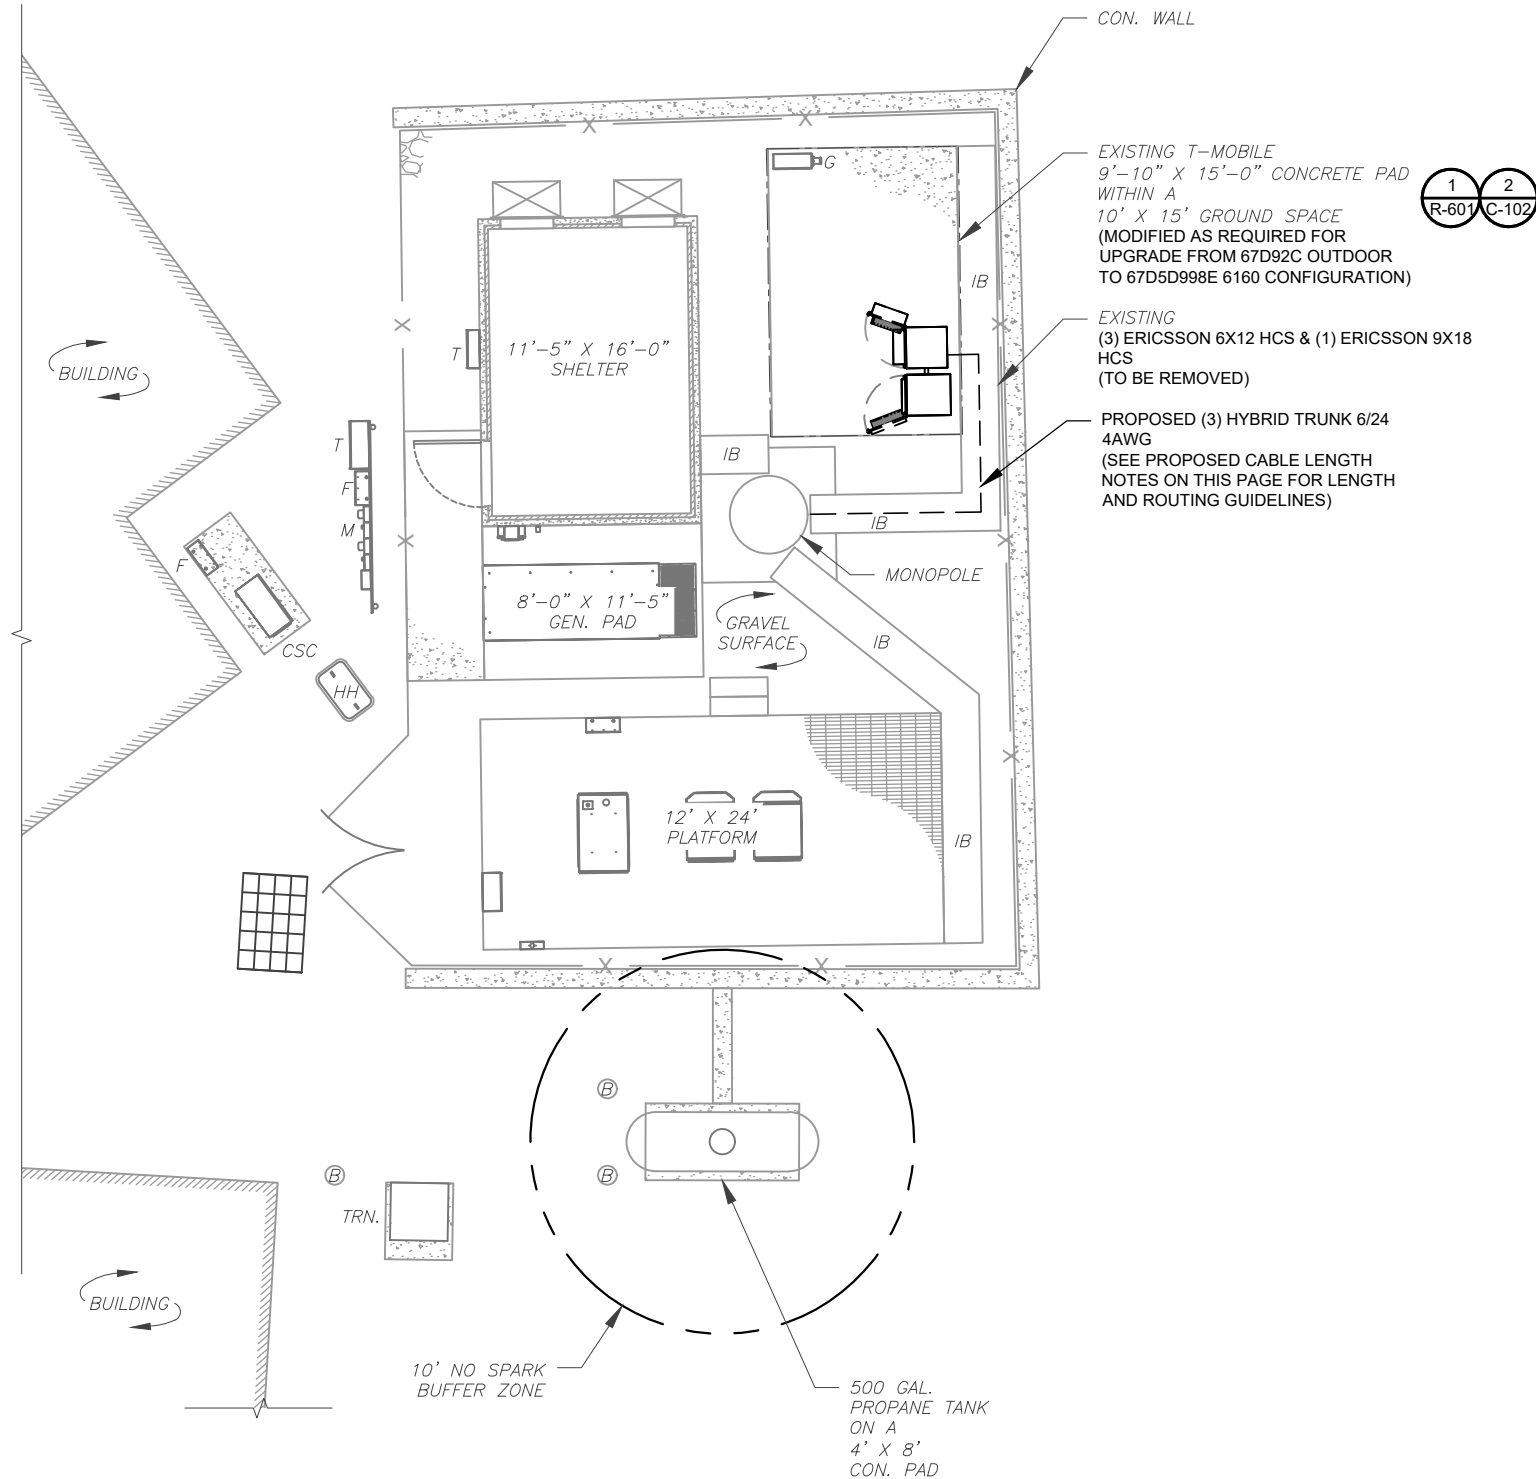 CON. WALL
EXISTING T-MOBILE
9'-10" X 15'-0" CONCRETE PAD
WITHIN A
10' X 15' GROUND SPACE
(MODIFIED AS REQUIRED FOR
UPGRADE FROM 67D92C OUTDOOR
TO 67D5D998E 6160 CONFIGURATION)
1
R-601
2
C-102
EXISTING
(3) ERICSSON 6X12 HCS & (1) ERICSSON 9X18
HCS
(TO BE REMOVED)
PROPOSED (3) HYBRID TRUNK 6/24
4AWG
(SEE PROPOSED CABLE LENGTH
NOTES ON THIS PAGE FOR LENGTH
AND ROUTING GUIDELINES)
X
X
G
IB
X
X
T
11'-5" X 16'-0"
SHELTER
BUILDING
T
F
M
IB
IB
X
X
F
MONOPOLE
8'-0" X 11'-5"
GEN. PAD
GRAVEL
SURFACE
IB
CSC
HH
X
12' X 24'
PLATFORM
IB
X
X
B
B
B
TRN.
BUILDING
10' NO SPARK
BUFFER ZONE
500 GAL.
PROPANE TANK
ON A
4' X 8'
CON. PAD